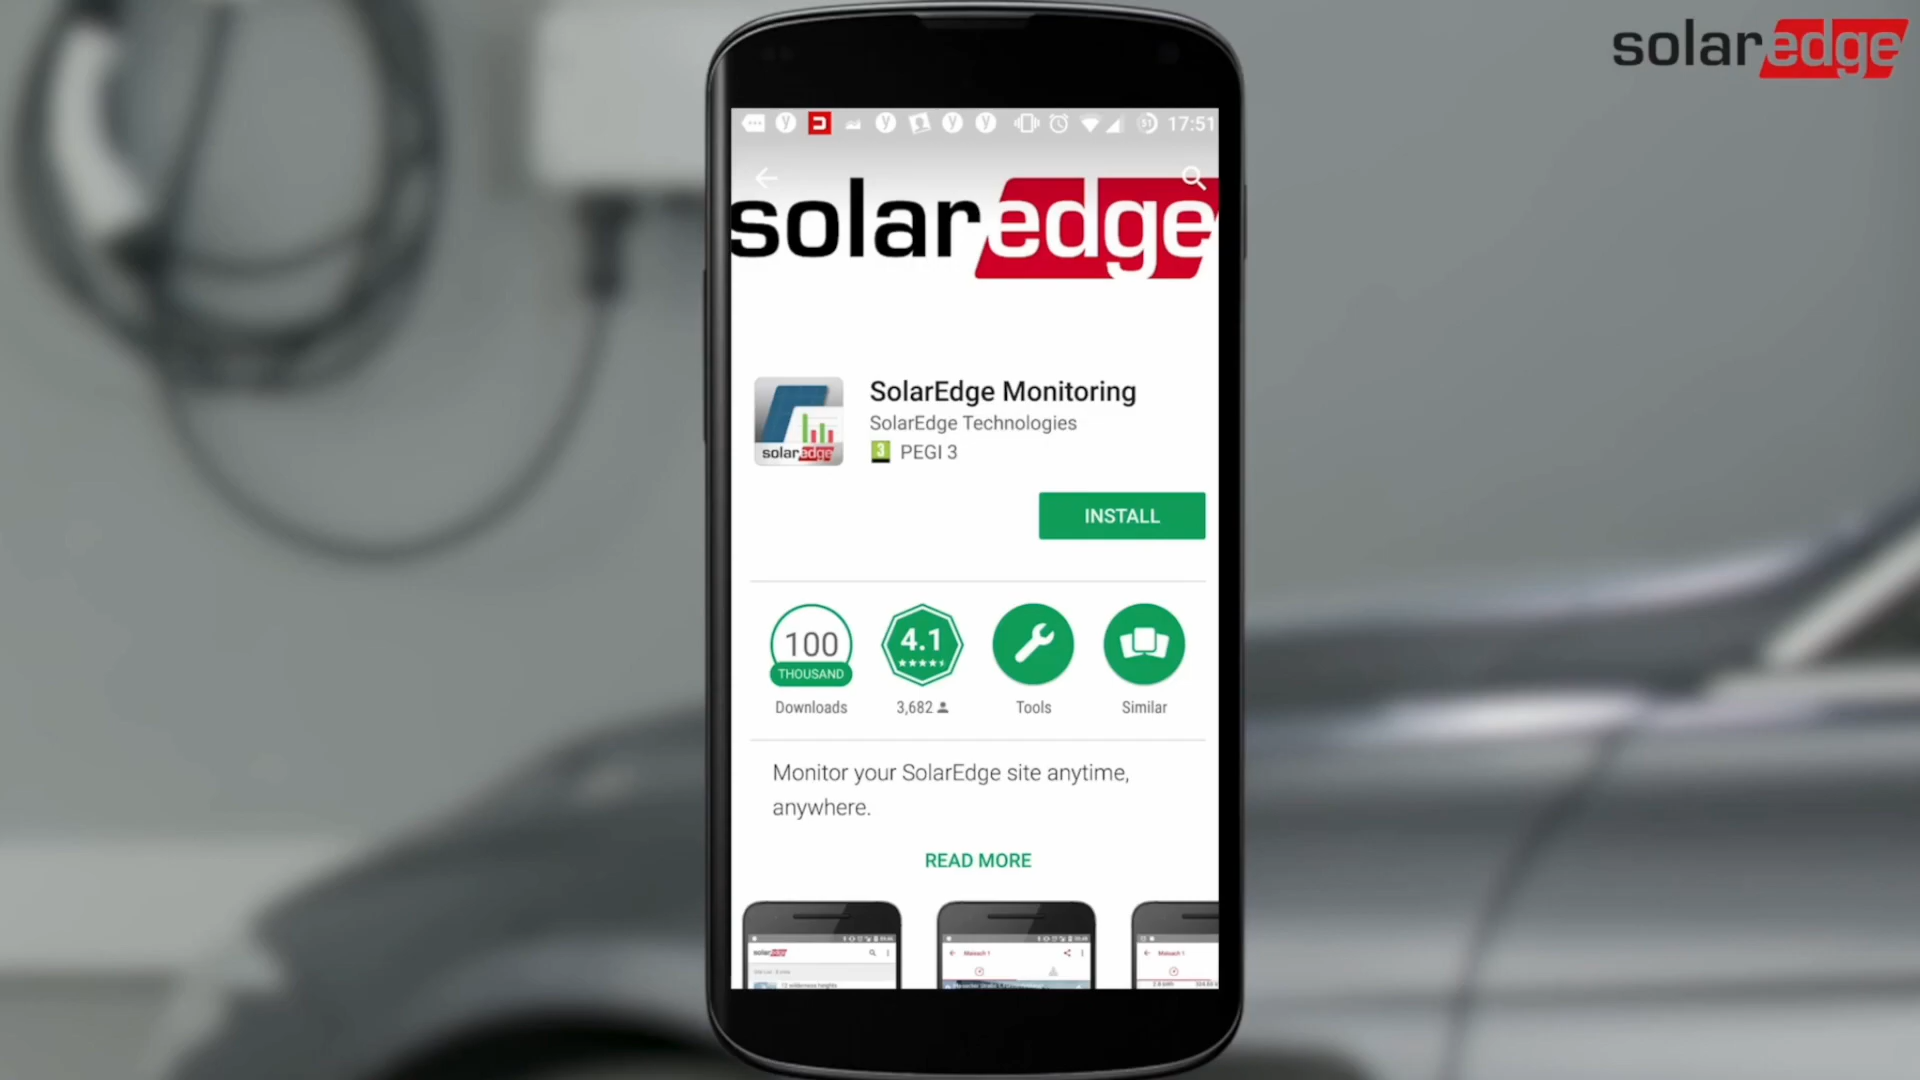 solaredge
17:51
solaredge
SolarEdge Monitoring
SolarEdge Technologies
3 PEGI 3
solaredge
INSTALL
100
THOUSAND
4.1
Downloads
3,682
Tools
Similar
Monitor your SolarEdge site anytime,
anywhere.
READ MORE
solaredge